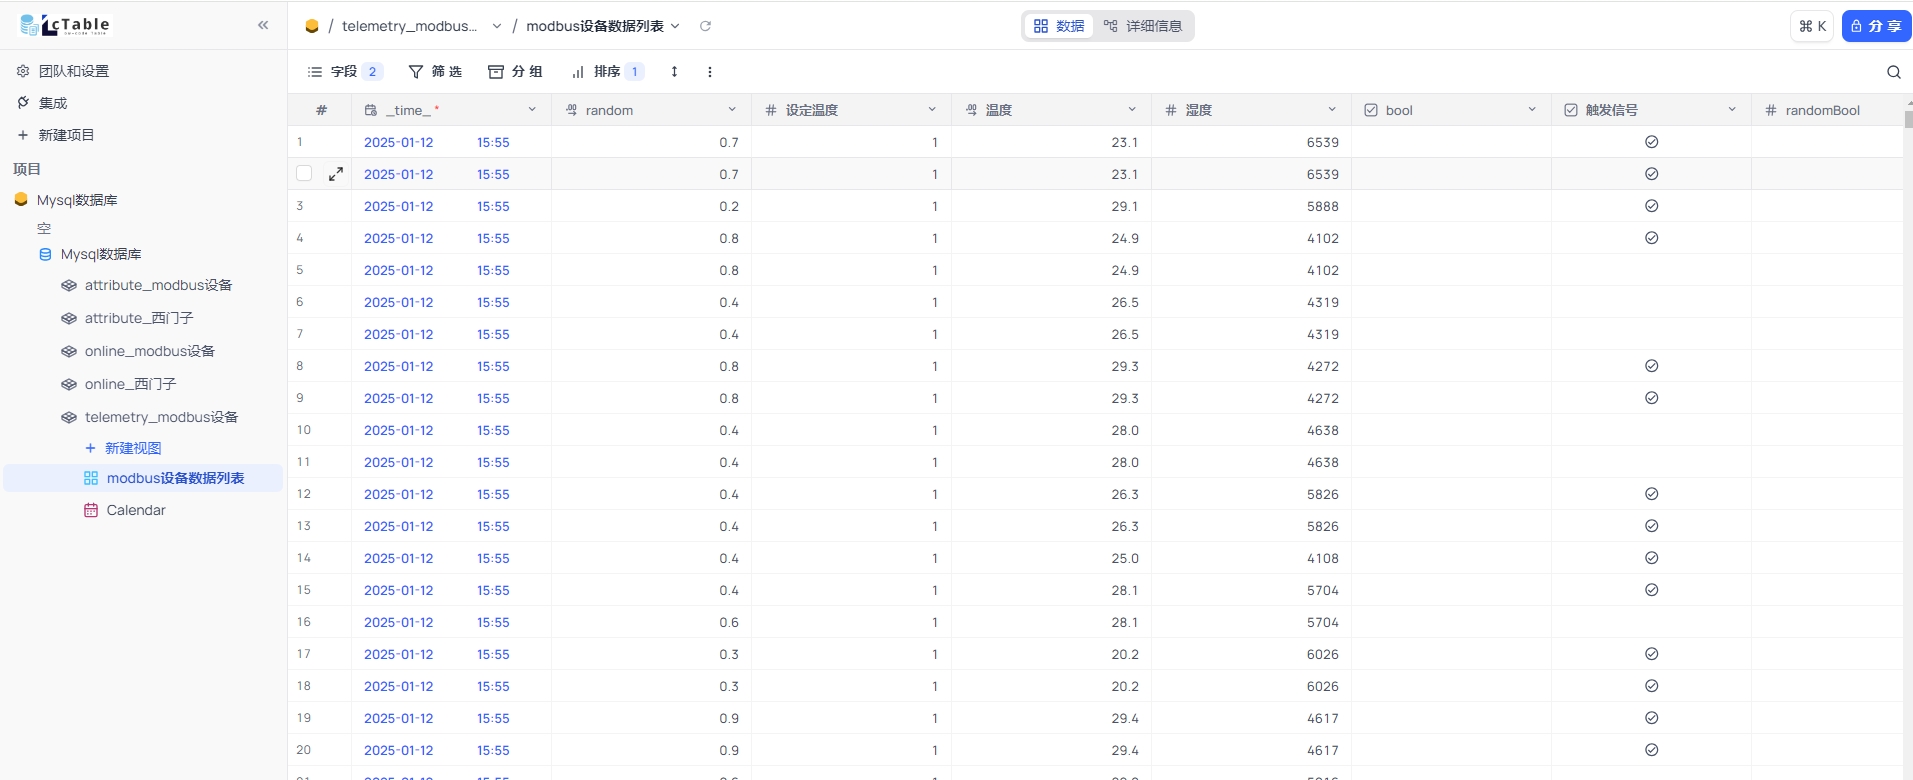 cTable
« 
/ telemetry_modbus... / modbus设备数据列表
数据 详细信息
⌘ K 分 享
团队和设置
集成
+ 新建项目
项目
Mysql数据库
空
Mysql数据库
attribute_modbus设备
attribute_西门子
online_modbus设备
online_西门子
telemetry_modbus设备
+ 新建视图
modbus设备数据列表
Calendar
字段 2 筛 选 分 组 排序 1
# _time_ * random # 设定温度 温度 # 湿度 bool 触发信号 # randomBool
1 2025-01-12 15:55 0.7 1 23.1 6539
2025-01-12 15:55 0.7 1 23.1 6539
3 2025-01-12 15:55 0.2 1 29.1 5888
4 2025-01-12 15:55 0.8 1 24.9 4102
5 2025-01-12 15:55 0.8 1 24.9 4102
6 2025-01-12 15:55 0.4 1 26.5 4319
7 2025-01-12 15:55 0.4 1 26.5 4319
8 2025-01-12 15:55 0.8 1 29.3 4272
9 2025-01-12 15:55 0.8 1 29.3 4272
10 2025-01-12 15:55 0.4 1 28.0 4638
11 2025-01-12 15:55 0.4 1 28.0 4638
12 2025-01-12 15:55 0.4 1 26.3 5826
13 2025-01-12 15:55 0.4 1 26.3 5826
14 2025-01-12 15:55 0.4 1 25.0 4108
15 2025-01-12 15:55 0.4 1 28.1 5704
16 2025-01-12 15:55 0.6 1 28.1 5704
17 2025-01-12 15:55 0.3 1 20.2 6026
18 2025-01-12 15:55 0.3 1 20.2 6026
19 2025-01-12 15:55 0.9 1 29.4 4617
20 2025-01-12 15:55 0.9 1 29.4 4617